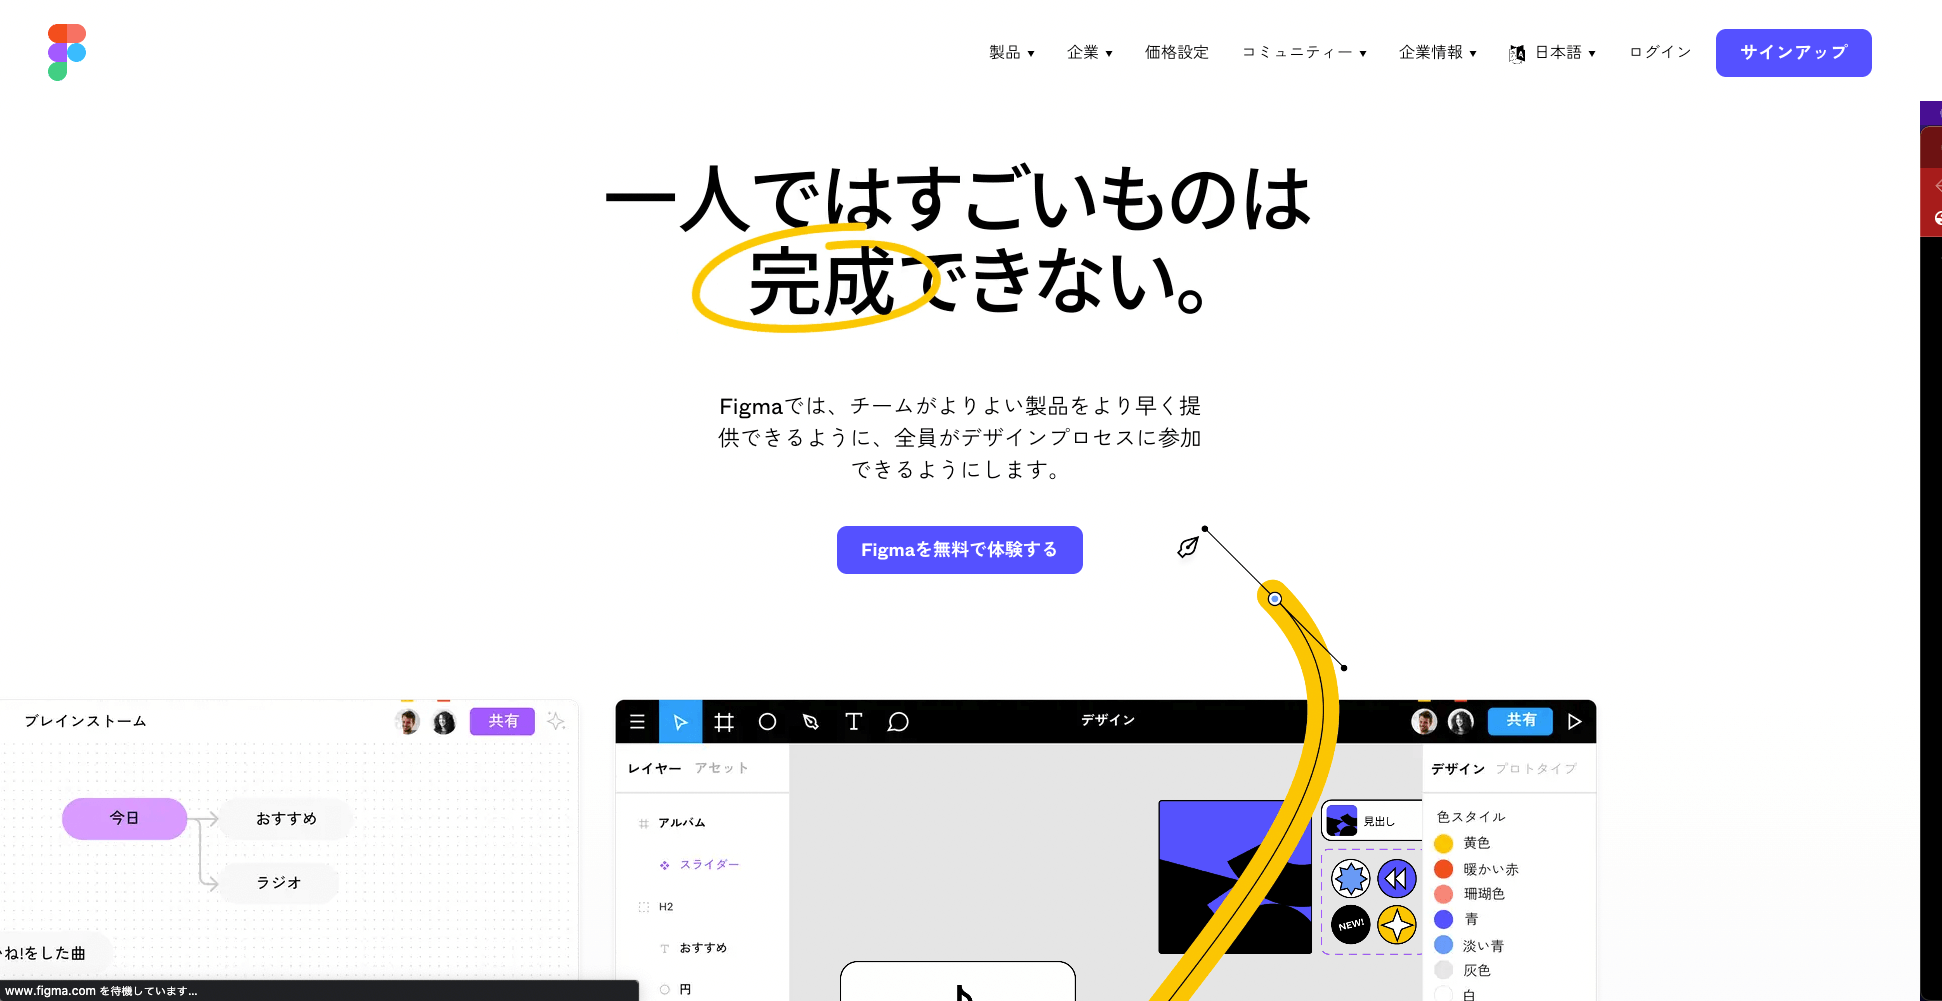 製品 ▼ 企業 ▼ 価格設定 コミュニティー ▼ 企業情報 ▼ 日本語 ▼ ログイン サインアップ
一人ではすごいものは
完成できない。
Figmaでは、チームがよりよい製品をより早く提
供できるように、全員がデザインプロセスに参加
できるようにします。
Figmaを無料で体験する
ブレインストーム
共有
今日
おすすめ
ラジオ
ね!をした曲
デザイン
共有
レイヤー アセット
アルバム
スライダー
H2
おすすめ
円
見出し
NEW!
デザイン プロトタイプ
色スタイル
黄色
暖かい赤
珊瑚色
青
淡い青
灰色
白
www.figma.com を待機しています...